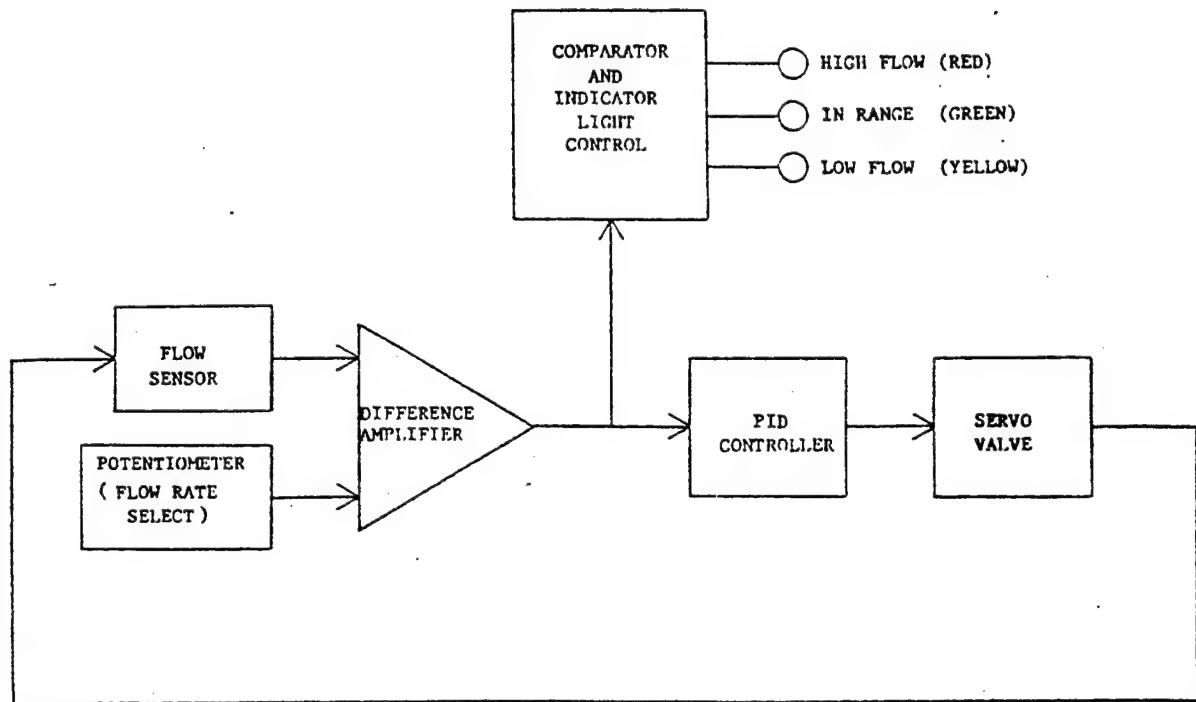 COMPARATOR
AND
INDICATOR
LIGHT
CONTROL
HIGH FLOW (RED)
IN RANGE (GREEN)
LOW FLOW (YELLOW)
FLOW
SENSOR
POTENTIOMETER
( FLOW RATE
SELECT )
DIFFERENCE
AMPLIFIER
PID
CONTROLLER
SERVO
VALVE